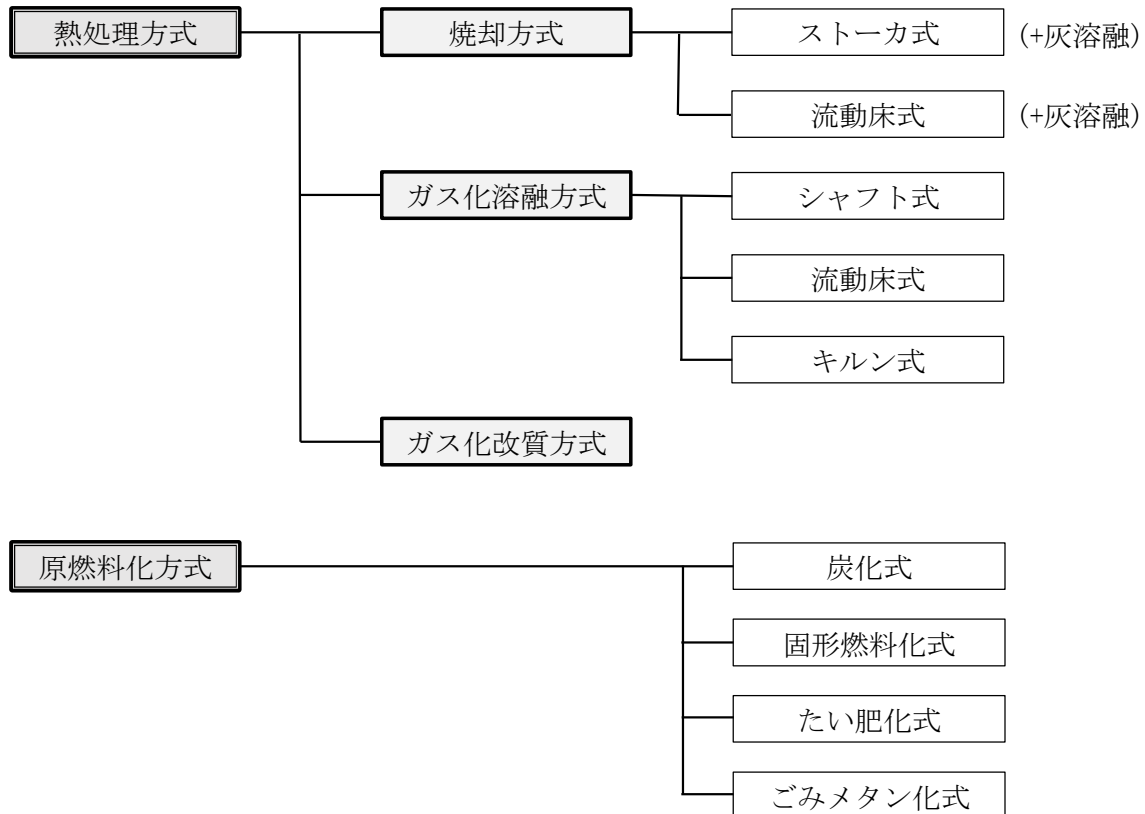 熱処理方式
焼却方式
ストーカ式
(+灰溶融)
流動床式
(+灰溶融)
ガス化溶融方式
シャフト式
流動床式
キルン式
ガス化改質方式
原燃料化方式
炭化式
固形燃料化式
たい肥化式
ごみメタン化式